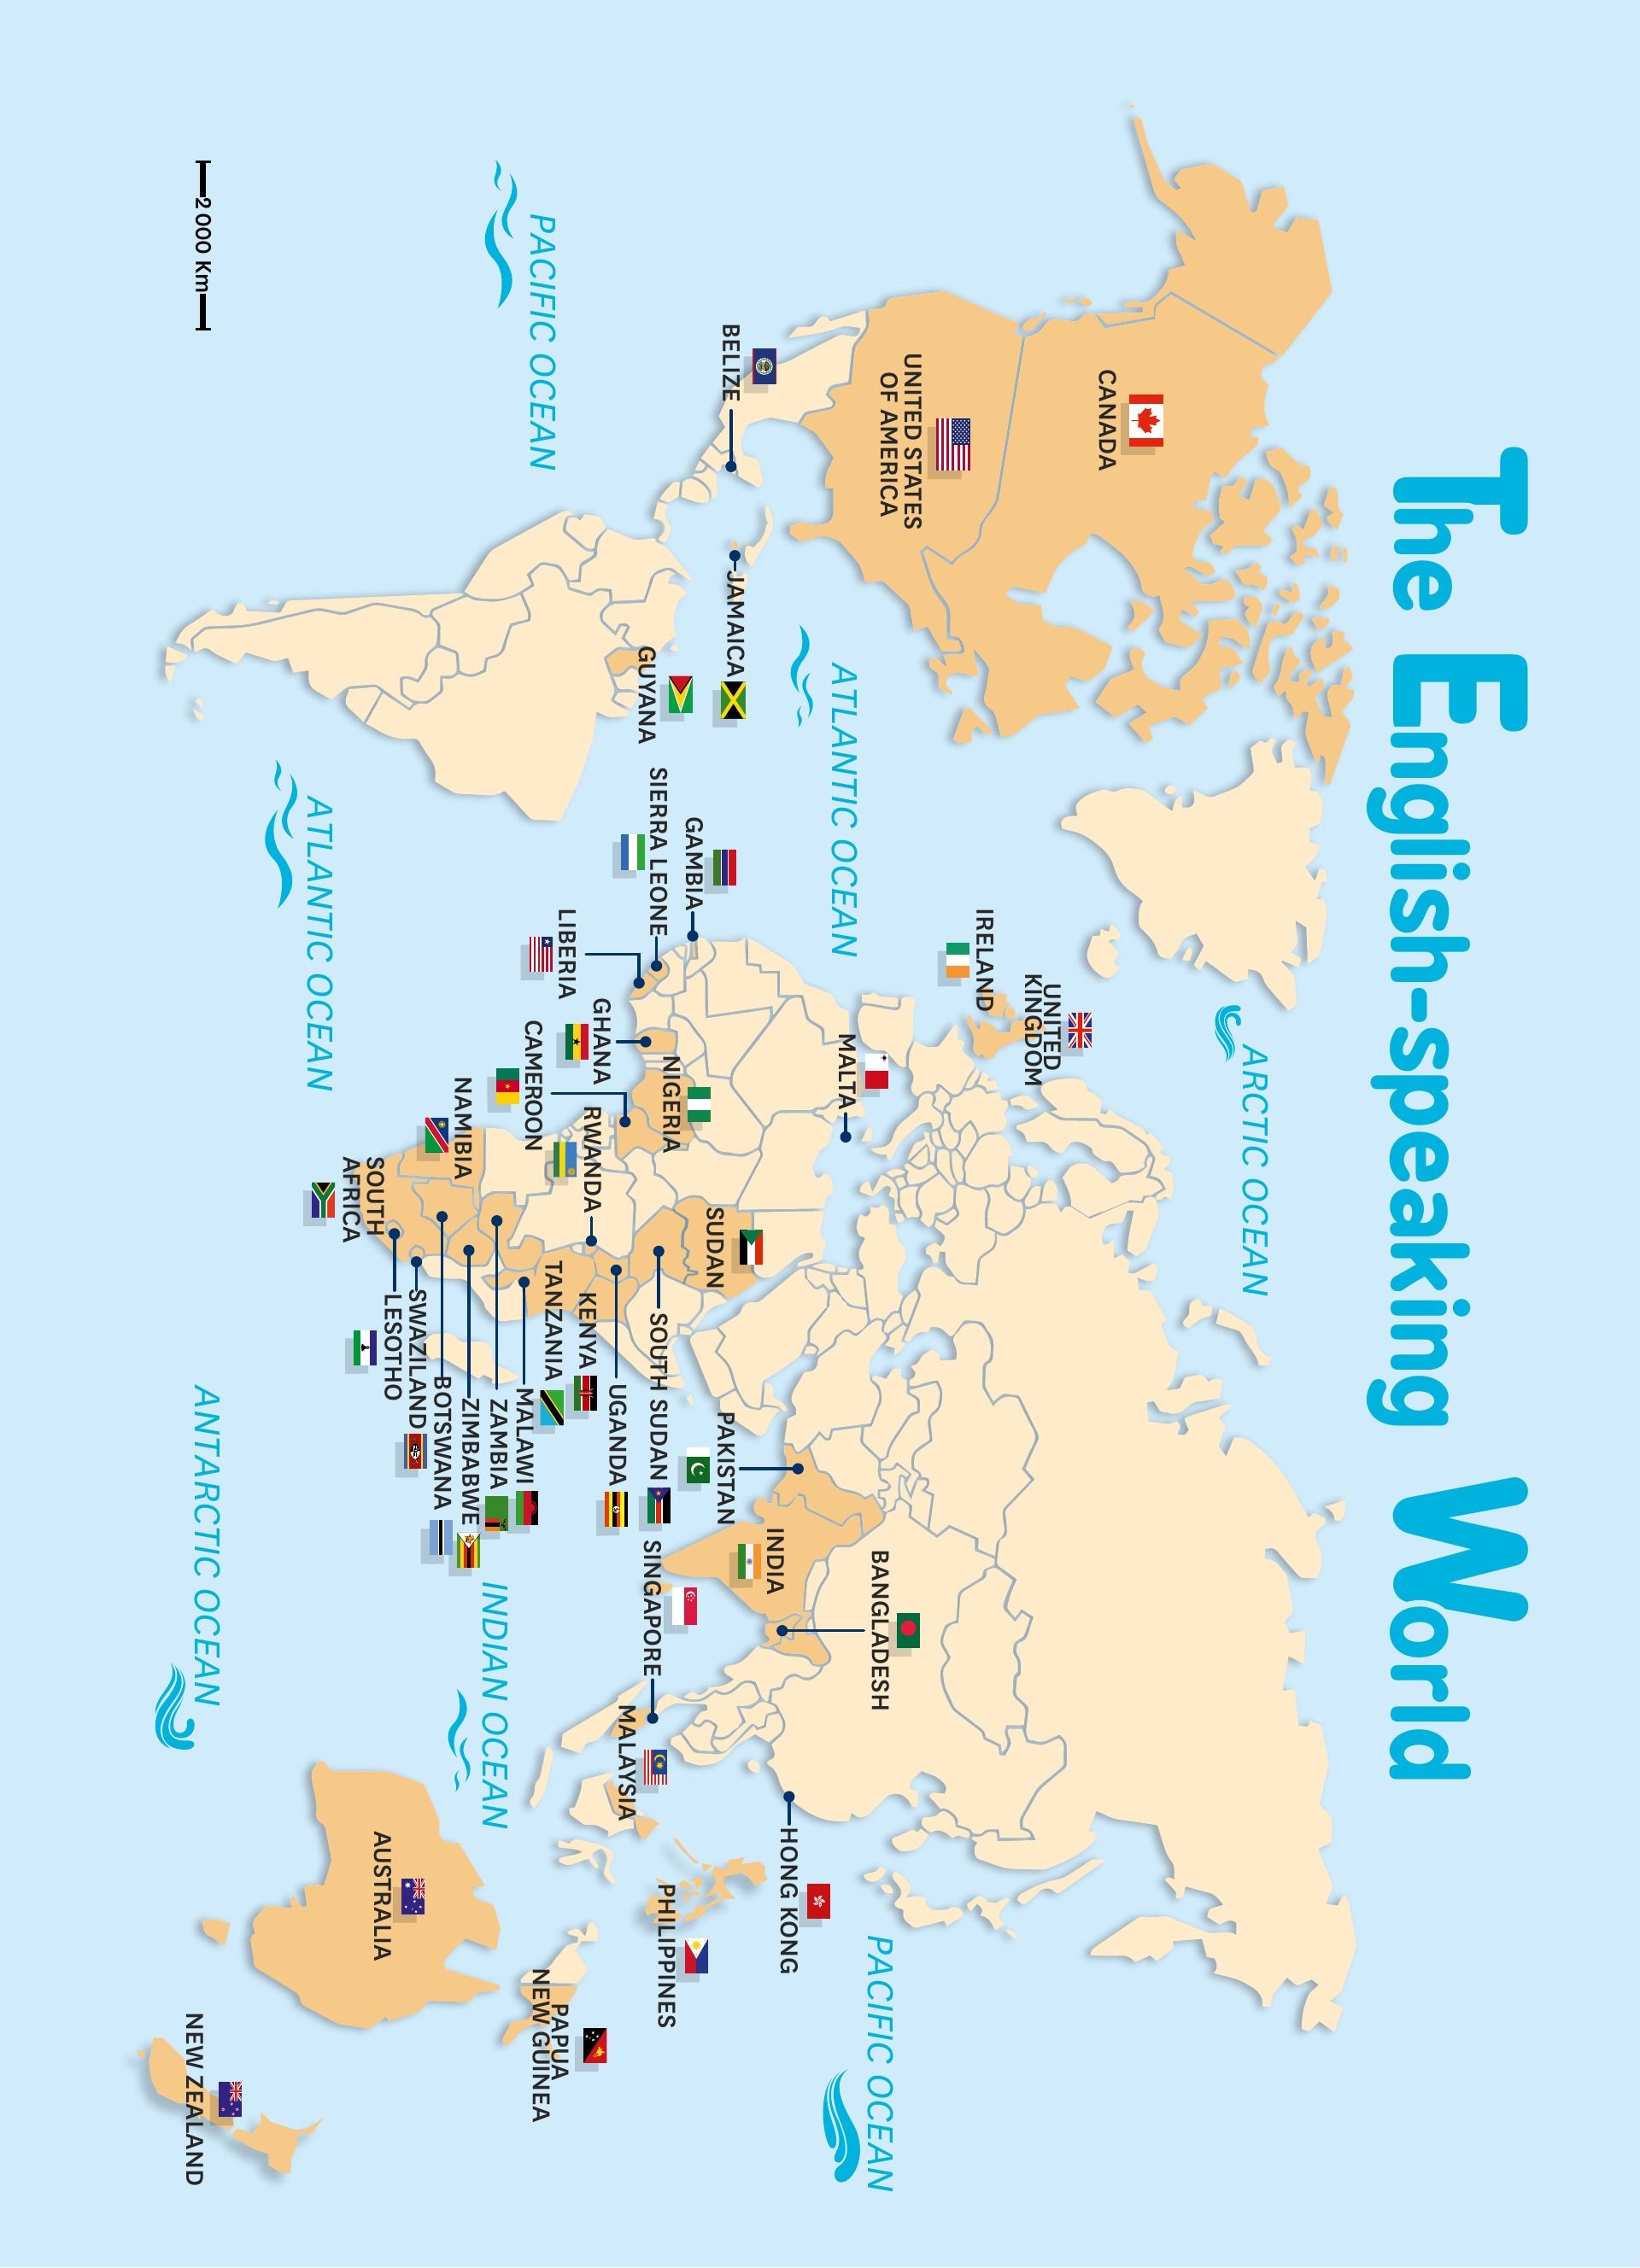 The English-speaking World
ARCTIC OCEAN
CANADA
UNITED STATES
OF AMERICA
UNITED
KINGDOM
IRELAND
ATLANTIC OCEAN
MALTA
BANGLADESH
PACIFIC OCEAN
BELIZE
JAMAICA
GUYANA
GAMBIA
SIERRA LEONE
LIBERIA
GHANA
NIGERIA
CAMEROON
RWANDA
SUDAN
PAKISTAN
INDIA
HONG KONG
SOUTH SUDAN
SINGAPORE
PHILIPPINES
UGANDA
MALAYSIA
KENYA
TANZANIA
PAPUA
NEW GUINEA
PACIFIC OCEAN
MALAWI
ZAMBIA
INDIAN OCEAN
ZIMBABWE
NAMIBIA
BOTSWANA
SWAZILAND
LESOTHO
SOUTH
AFRICA
AUSTRALIA
ATLANTIC OCEAN
2 000 Km
ANTARCTIC OCEAN
NEW ZEALAND